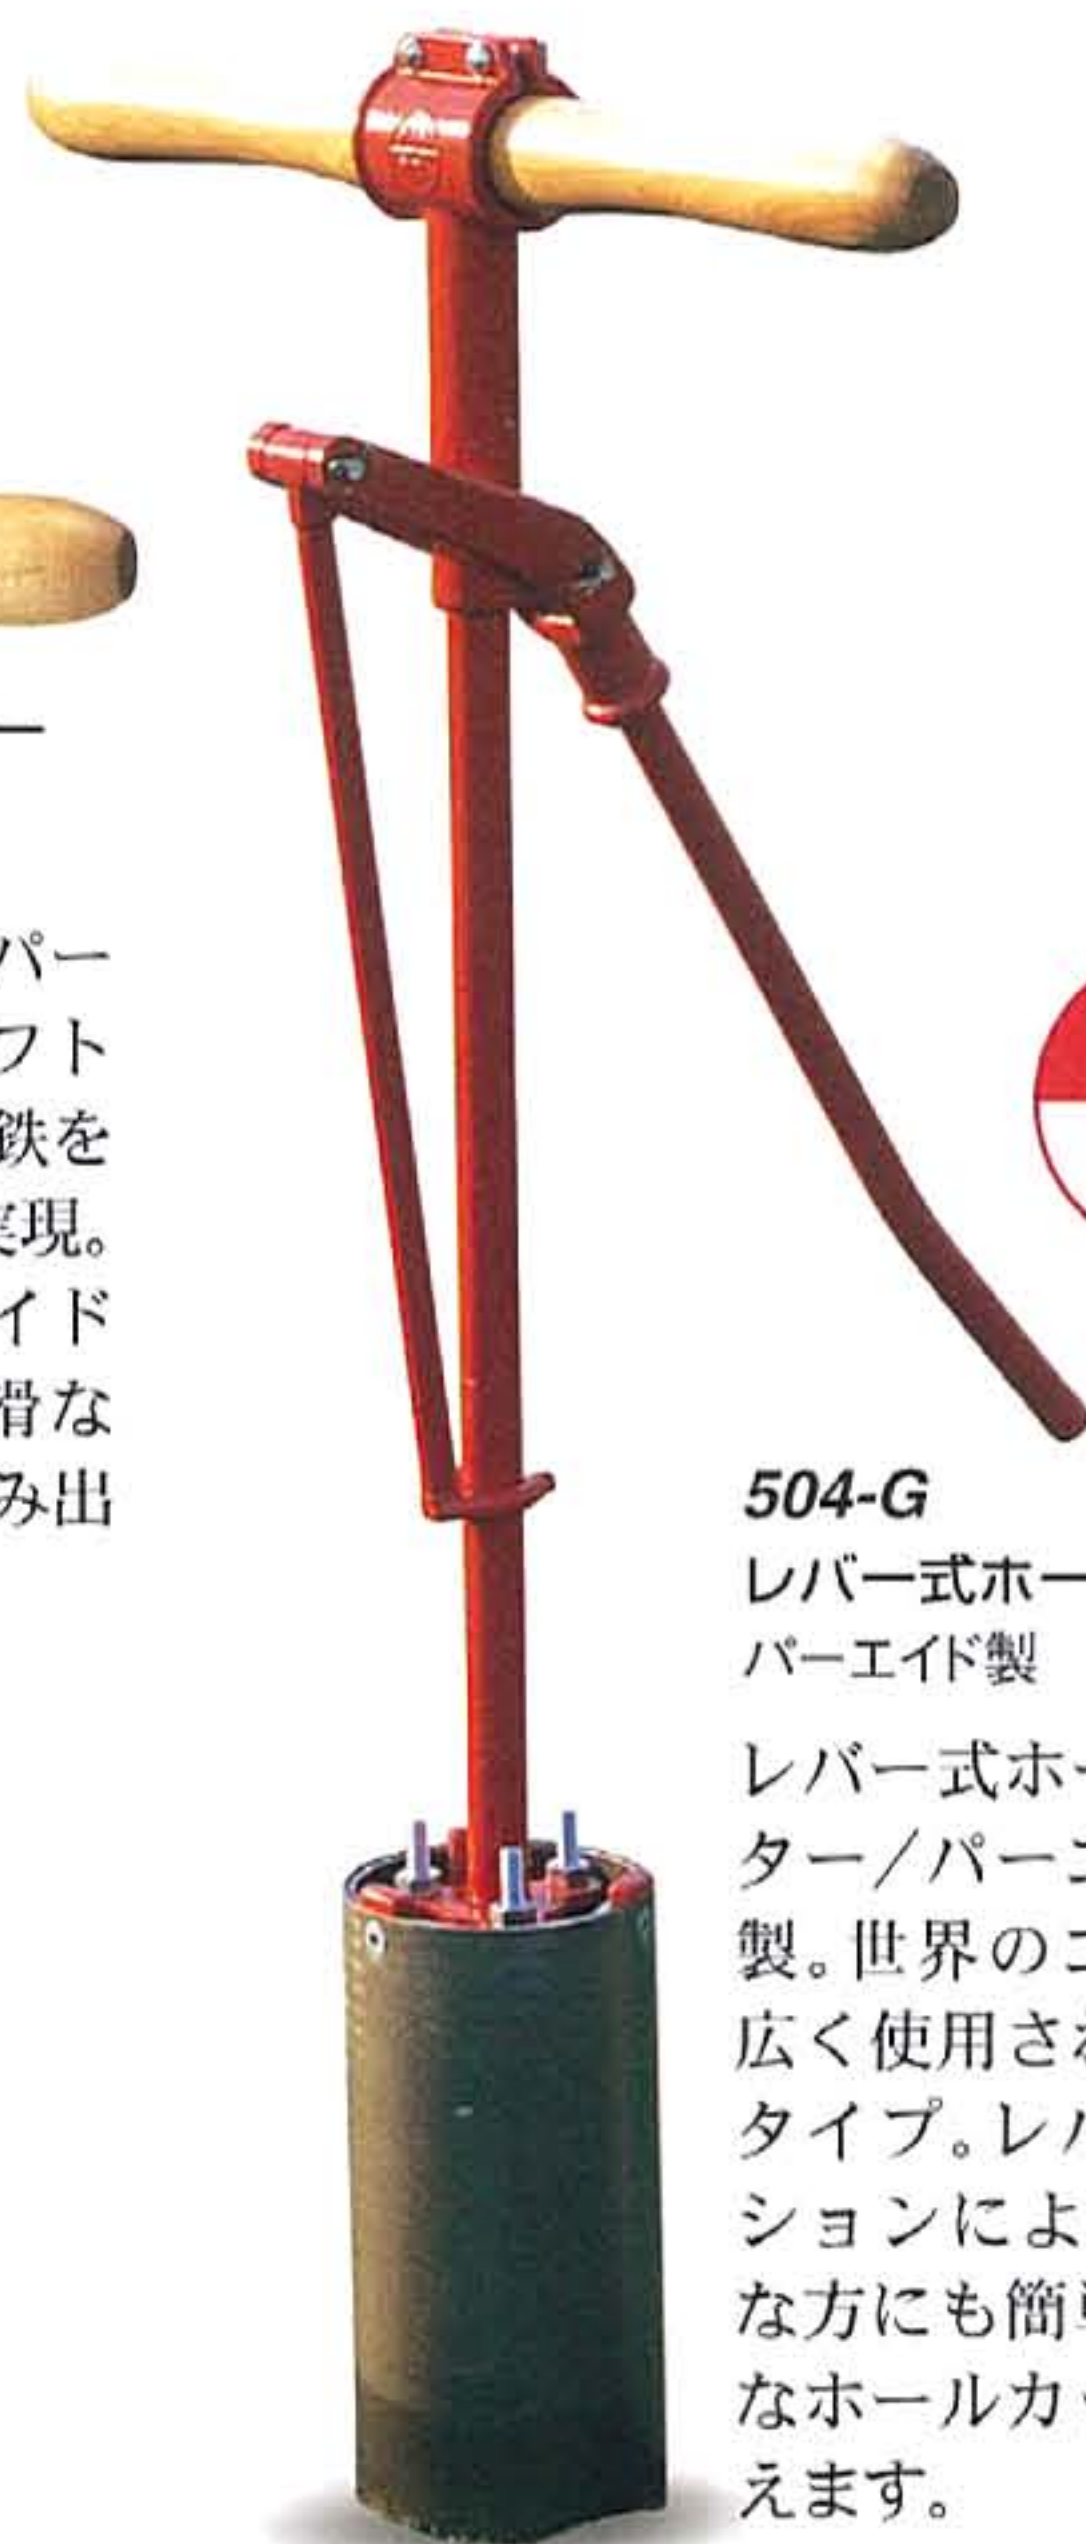 ー
パー
フト
鉄を
実現。
イド
滑な
み出
504-G
レバー式ホー
パーエイド製
レバー式ホー
ター/パーエ
製。世界のゴ
広く使用され
タイプ。レバ
ションによ
な方にも簡単
なホールカッ
えます。